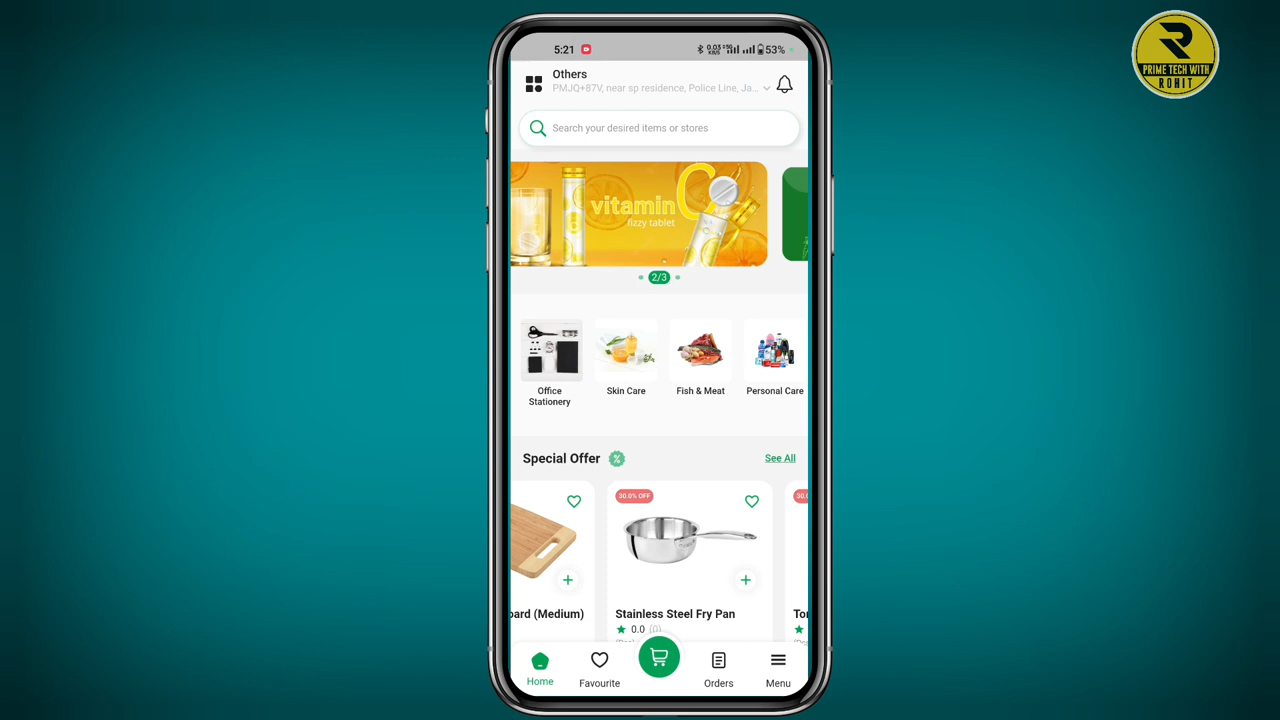 5:21
53%
PRIME TECH WITH
ROHIT
Others
PMJQ+87V, near sp residence, Police Line, Ja...
Search your desired items or stores
vitamin C
fizzy tablet
2/3
Office
Stationery
Skin Care
Fish & Meat
Personal Care
Special Offer
See All
30.0% OFF
30.0
oard (Medium)
Stainless Steel Fry Pan
Tor
0.0 (0)
Home
Favourite
Orders
Menu